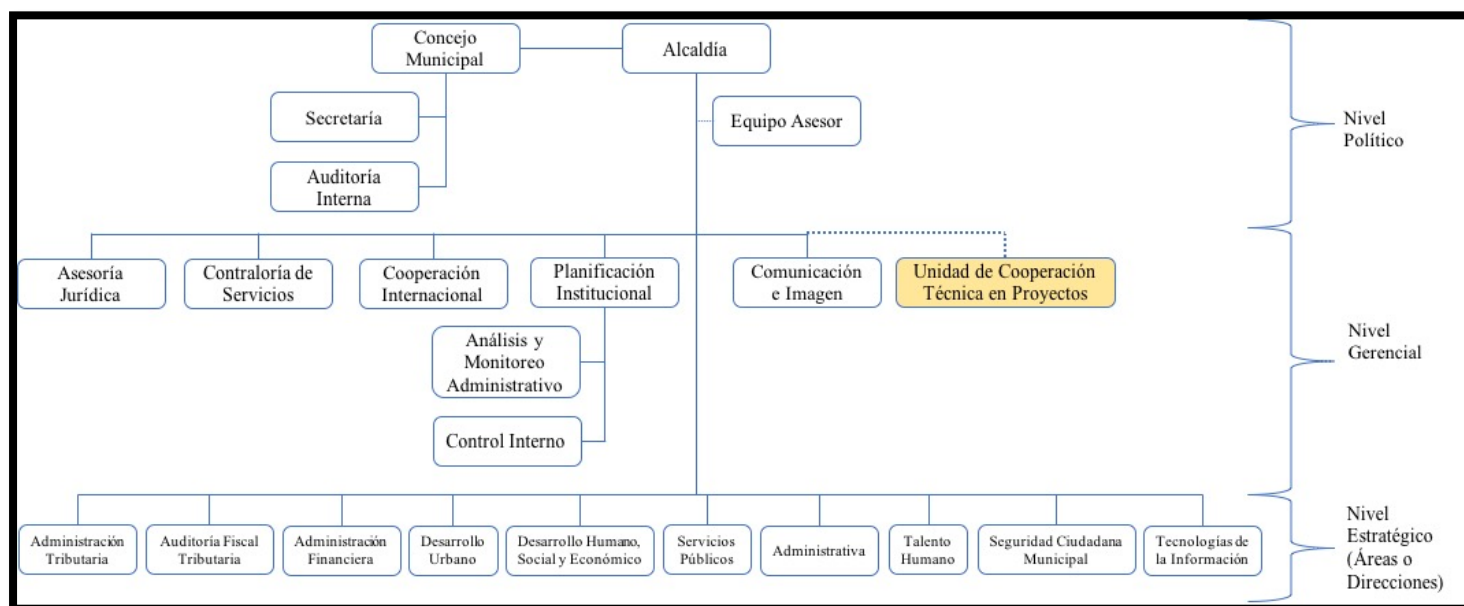 Concejo
Municipal
Alcaldía
Secretaría
Equipo Asesor
Auditoría
Interna
Nivel
Político
Asesoría
Jurídica
Contraloría de
Servicios
Cooperación
Internacional
Planificación
Institucional
Comunicación
e Imagen
Unidad de Cooperación
Técnica en Proyectos
Análisis y
Monitoreo
Administrativo
Control Interno
Nivel
Gerencial
Administración
Tributaria
Auditoría Fiscal
Tributaria
Administración
Financiera
Desarrollo
Urbano
Desarrollo Humano,
Social y Económico
Servicios
Públicos
Administrativa
Talento
Humano
Seguridad Ciudadana
Municipal
Tecnologías de
la Información
Nivel
Estratégico
(Áreas o
Direcciones)